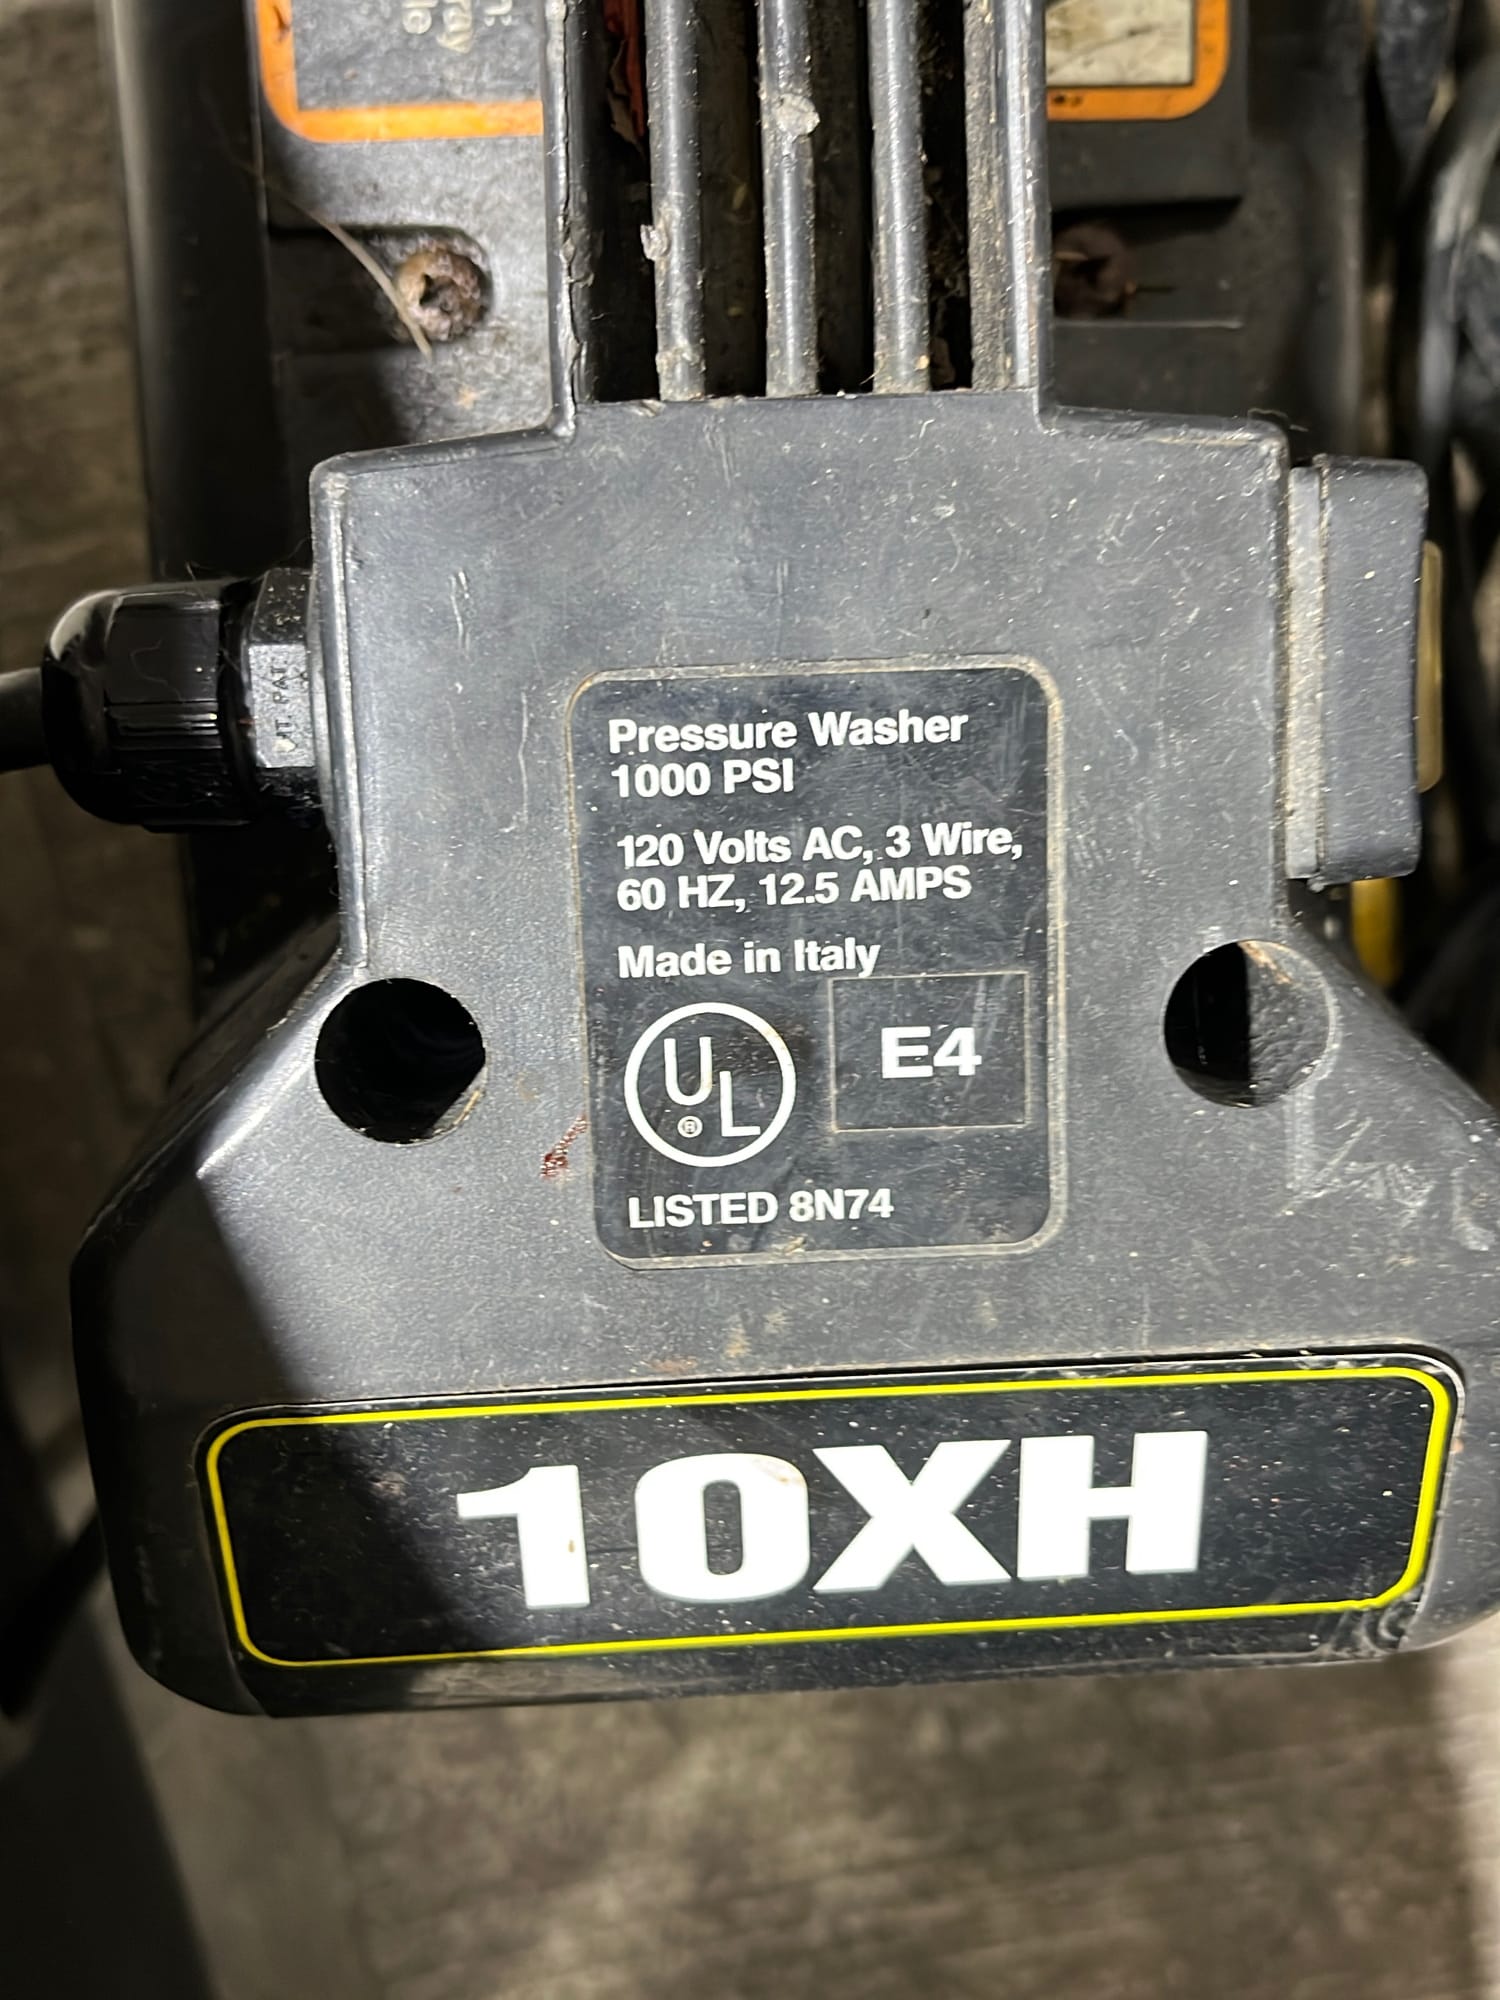 Pressure Washer
1000 PSI
120 Volts AC, 3 Wire,
60 HZ, 12.5 AMPS
Made in Italy
UL
®
E4
LISTED 8N74
10XH